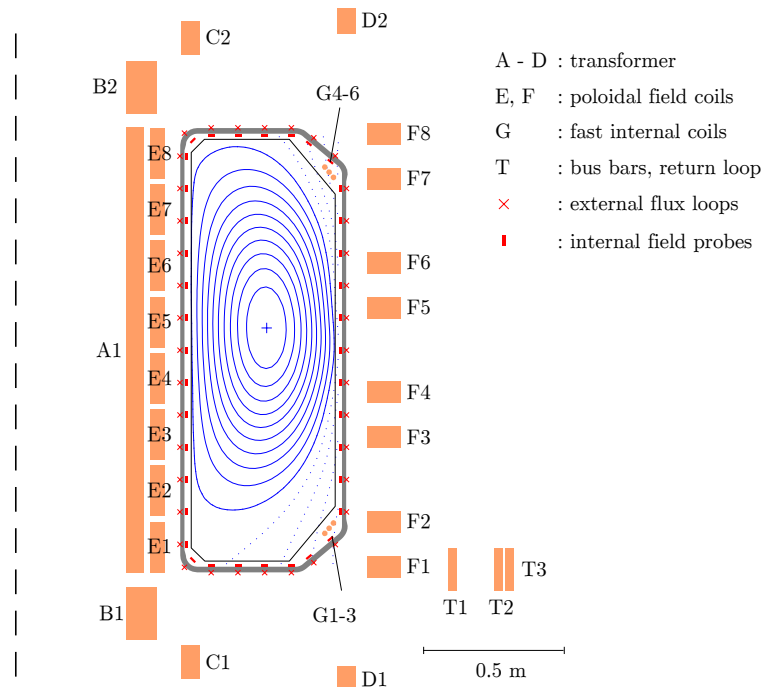 D2
C2
A - D : transformer
B2
G4-6
E, F : poloidal field coils
F8
G : fast internal coils
E8
T : bus bars, return loop
F7
E7
: external flux loops
: internal field probes
E6
F6
F5
E5
A1
E4
F4
E3
F3
E2
F2
E1
F1
T3
T1
T2
B1
G1-3
C1
D1
0.5 m